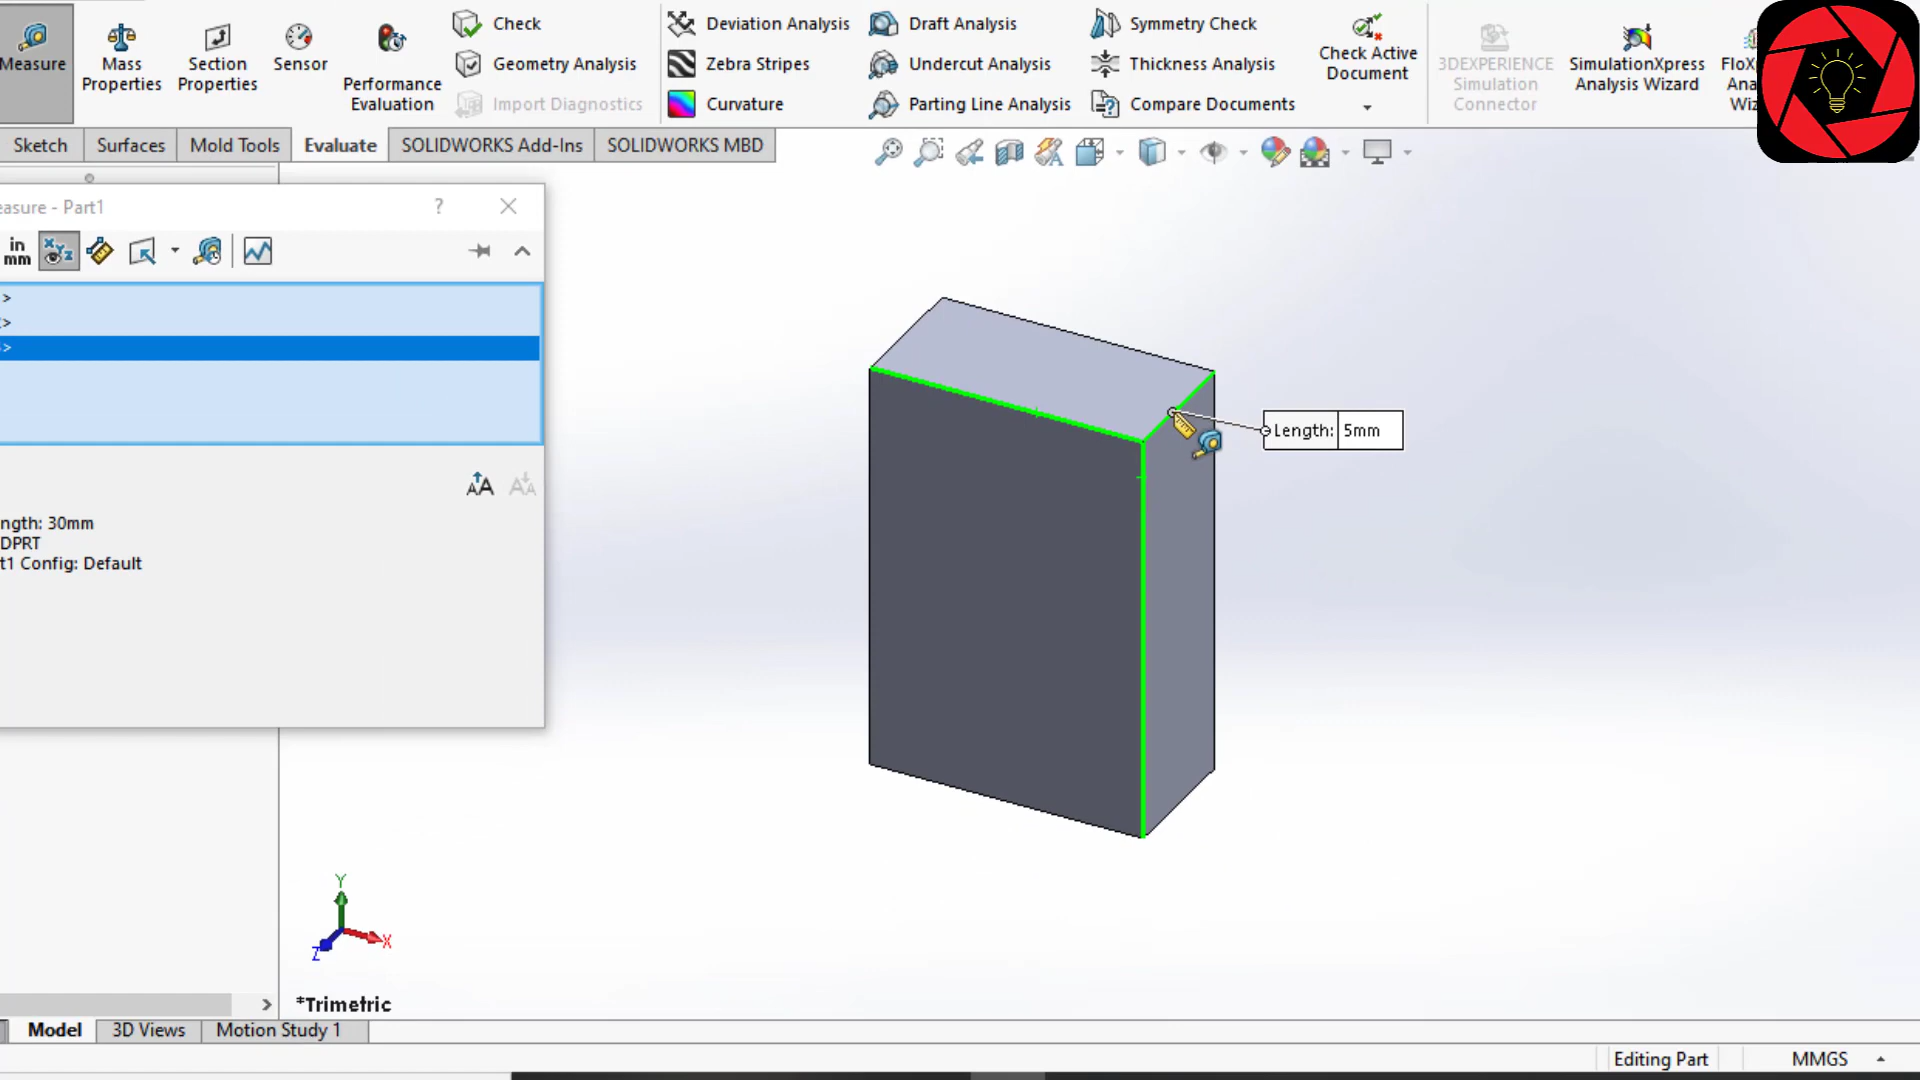 Measure
Mass Properties
Section Properties
Sensor
Performance Evaluation
Check
Geometry Analysis
Import Diagnostics
Deviation Analysis
Zebra Stripes
Curvature
Draft Analysis
Undercut Analysis
Parting Line Analysis
Symmetry Check
Thickness Analysis
Compare Documents
Check Active Document
3DEXPERIENCE Simulation Connector
SimulationXpress Analysis Wizard
FloX
Ana
Wiz
Sketch
Surfaces
Mold Tools
Evaluate
SOLIDWORKS Add-Ins
SOLIDWORKS MBD
easure - Part1
?
in
mm
>
>
>
ngth: 30mm
DPRT
t1 Config: Default
Length: 5mm
Y
X
Z
*Trimetric
Model
3D Views
Motion Study 1
Editing Part
MMGS